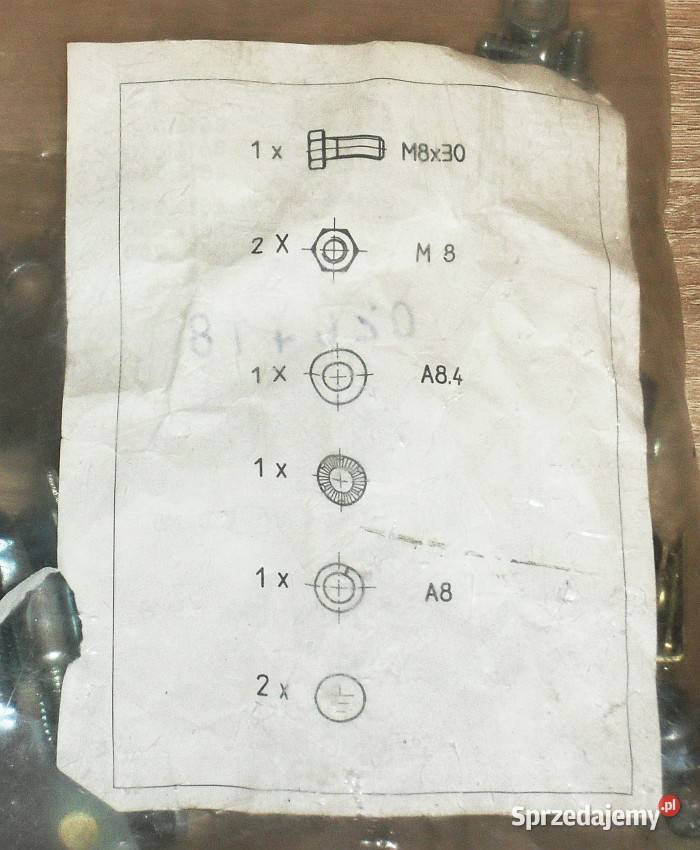 1 x M8x30
2 X M 8
1 X A8.4
1 x
1 x A8
2 x
Sprzedajemy.pl